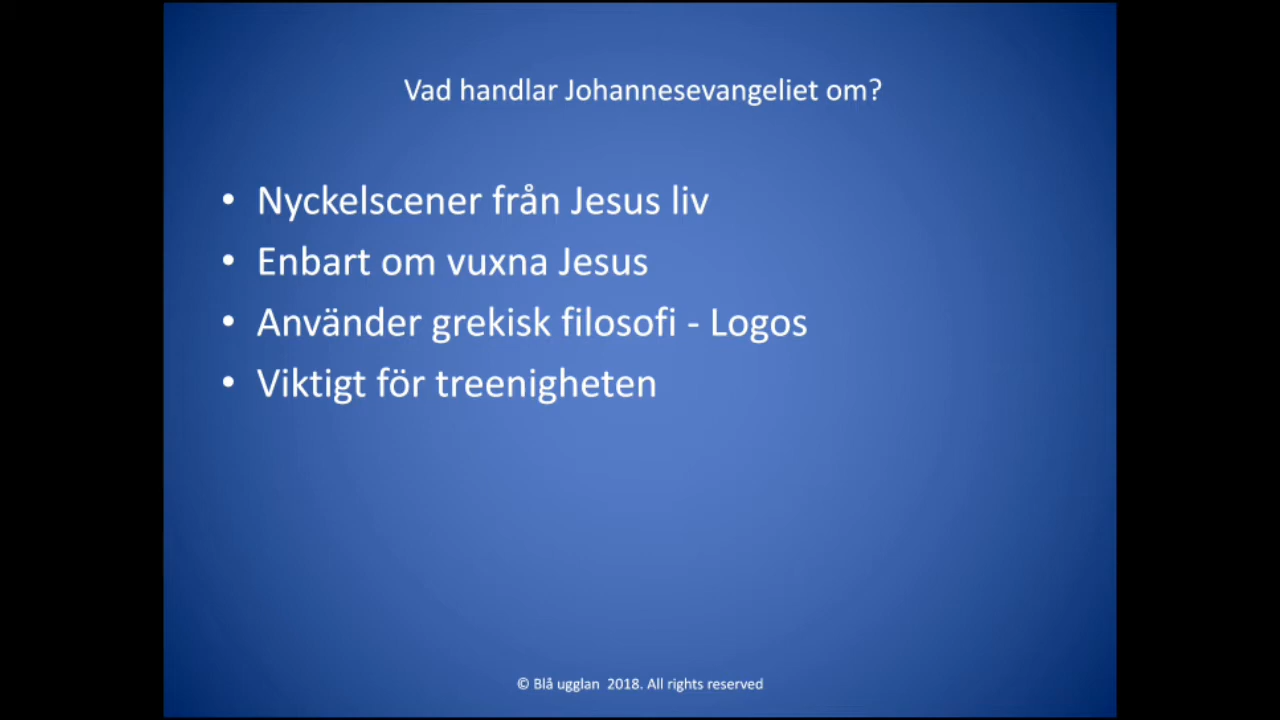 Vad handlar Johannesevangeliet om?
• Nyckelscener från Jesus liv
• Enbart om vuxna Jesus
• Använder grekisk filosofi - Logos
• Viktigt för treenigheten
© Blå ugglan 2018. All rights reserved